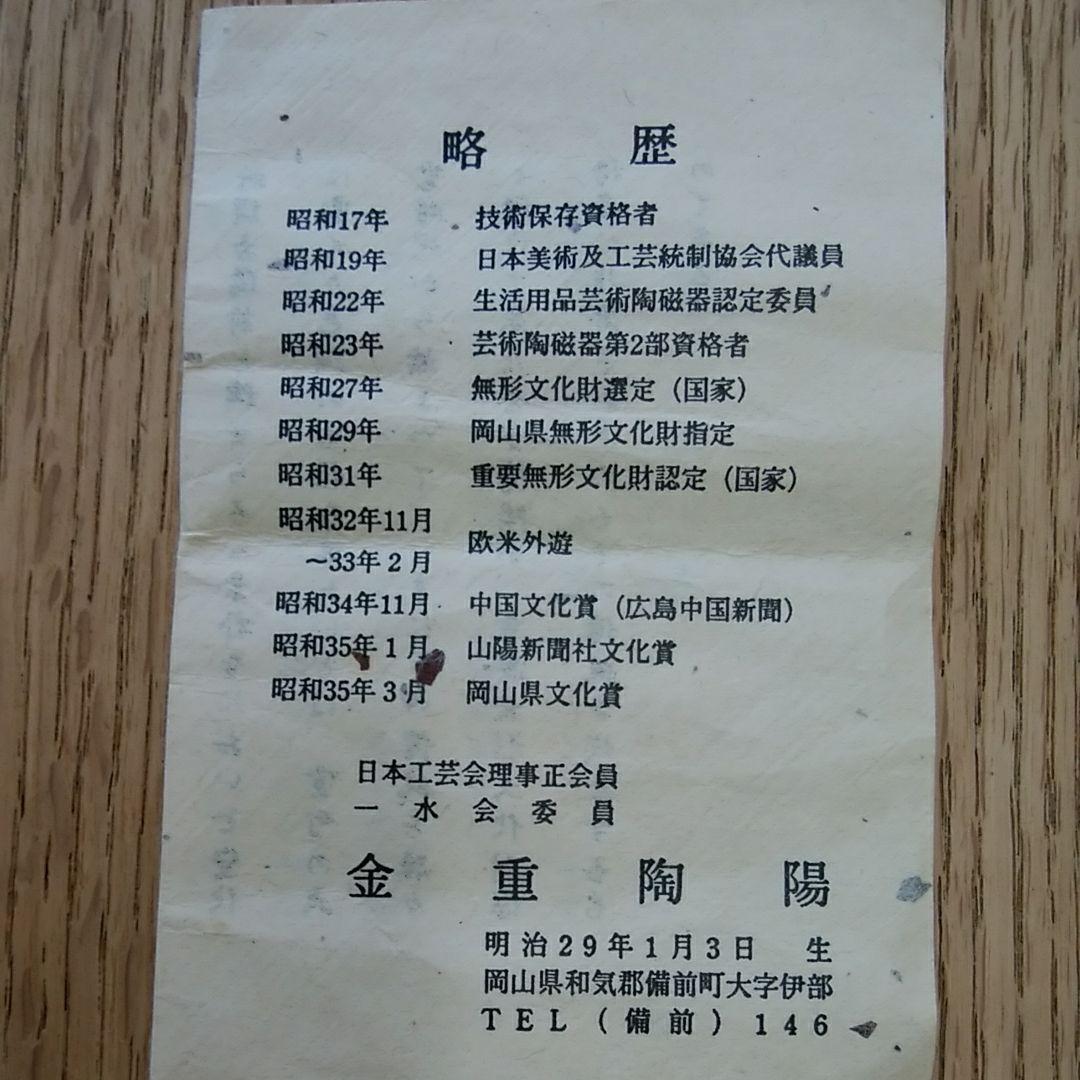 略歴
昭和17年 技術保存資格者
昭和19年 日本美術及工芸統制協会代議員
昭和22年 生活用品芸術陶磁器認定委員
昭和23年 芸術陶磁器第2部資格者
昭和27年 無形文化財選定（国家）
昭和29年 岡山県無形文化財指定
昭和31年 重要無形文化財認定（国家）
昭和32年11月
～33年2月 欧米外遊
昭和34年11月 中国文化賞（広島中国新聞）
昭和35年1月 山陽新聞社文化賞
昭和35年3月 岡山県文化賞
日本工芸会理事正会員
一水会委員
金重陶陽
明治29年1月3日 生
岡山県和気郡備前町大字伊部
TEL（備前）146